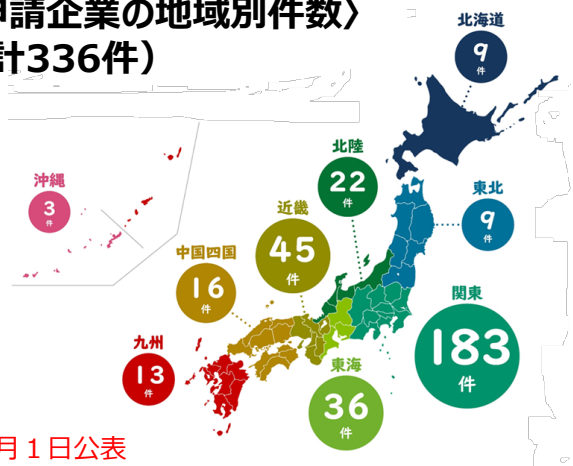 申請企業の地域別件数〉
計336件）
北海道
9
件
北陸
22
件
沖縄
3
件
東北
9
件
近畿
45
件
中国四国
16
件
関東
183
件
九州
13
件
東海
36
件
月１日公表